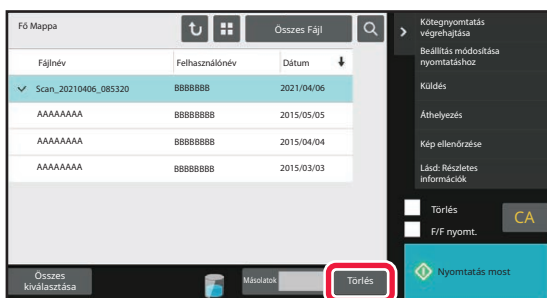 Fő Mappa
Összes Fájl
Fájlnév Felhasználónév Dátum
Scan_20210406_085320 BBBBBBB 2021/04/06
AAAAAAAA BBBBBBBB 2015/05/05
AAAAAAAA BBBBBBBB 2015/04/04
AAAAAAAA BBBBBBBB 2015/03/03
Összes
kiválasztása
Másolatok
Törlés
Kötegnyomtatás
végrehajtása
Beállítás módosítása
nyomtatáshoz
Küldés
Áthelyezés
Kép ellenőrzése
Lásd: Részletes
információk
Törlés
F/F nyomt.
CA
Nyomtatás most